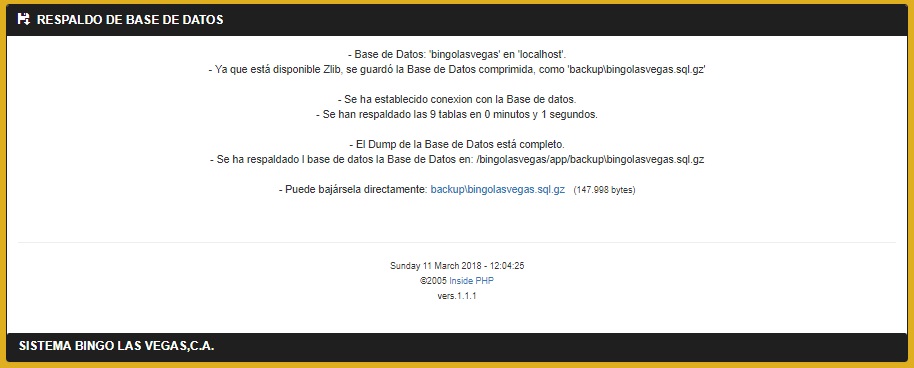 RESPALDO DE BASE DE DATOS
- Base de Datos: 'bingolasvegas' en 'localhost'.
- Ya que está disponible Zlib, se guardó la Base de Datos comprimida, como 'backup\bingolasvegas.sql.gz'
- Se ha establecido conexion con la Base de datos.
- Se han respaldado las 9 tablas en 0 minutos y 1 segundos.
- El Dump de la Base de Datos está completo.
- Se ha respaldado l base de datos la Base de Datos en: /bingolasvegas/app/backup\bingolasvegas.sql.gz
- Puede bajársela directamente: backup\bingolasvegas.sql.gz (147.998 bytes)
Sunday 11 March 2018 - 12:04:25
©2005 Inside PHP
vers.1.1.1
SISTEMA BINGO LAS VEGAS,C.A.